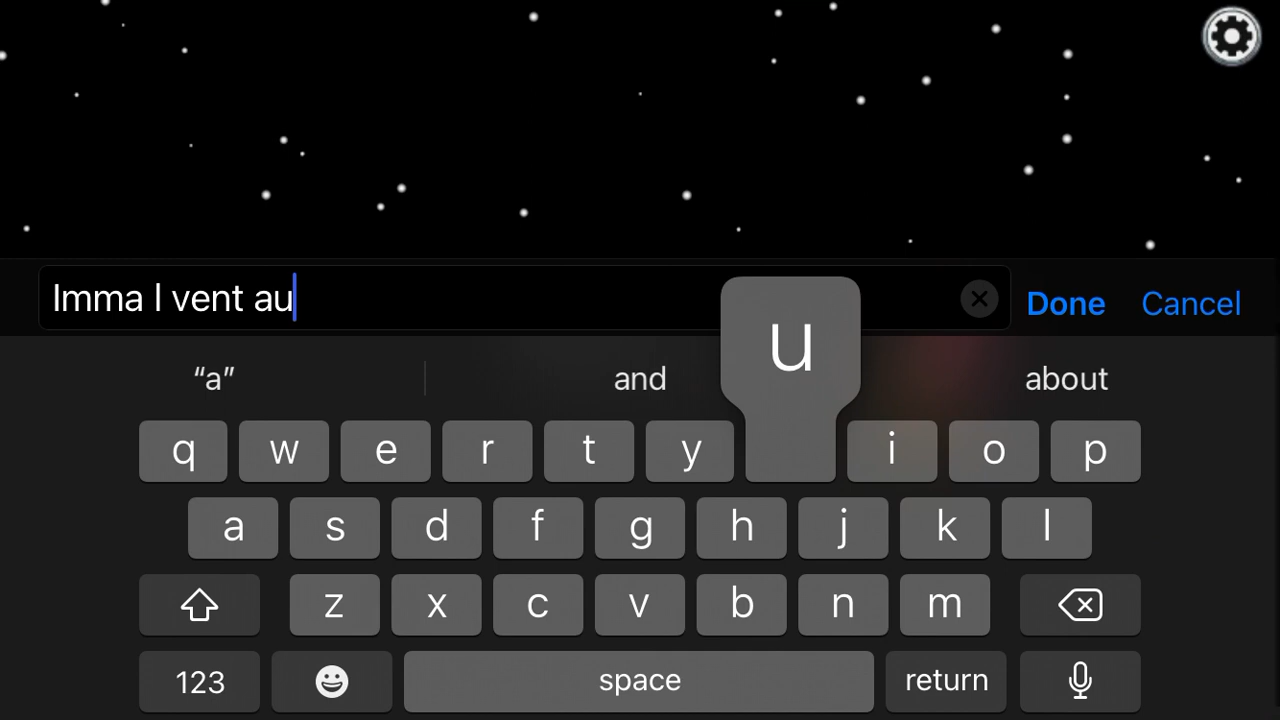 Imma I vent au
Done
Cancel
“a”
and
about
u
q w e r t y i o p
a s d f g h j k l
z x c v b n m
123
space
return